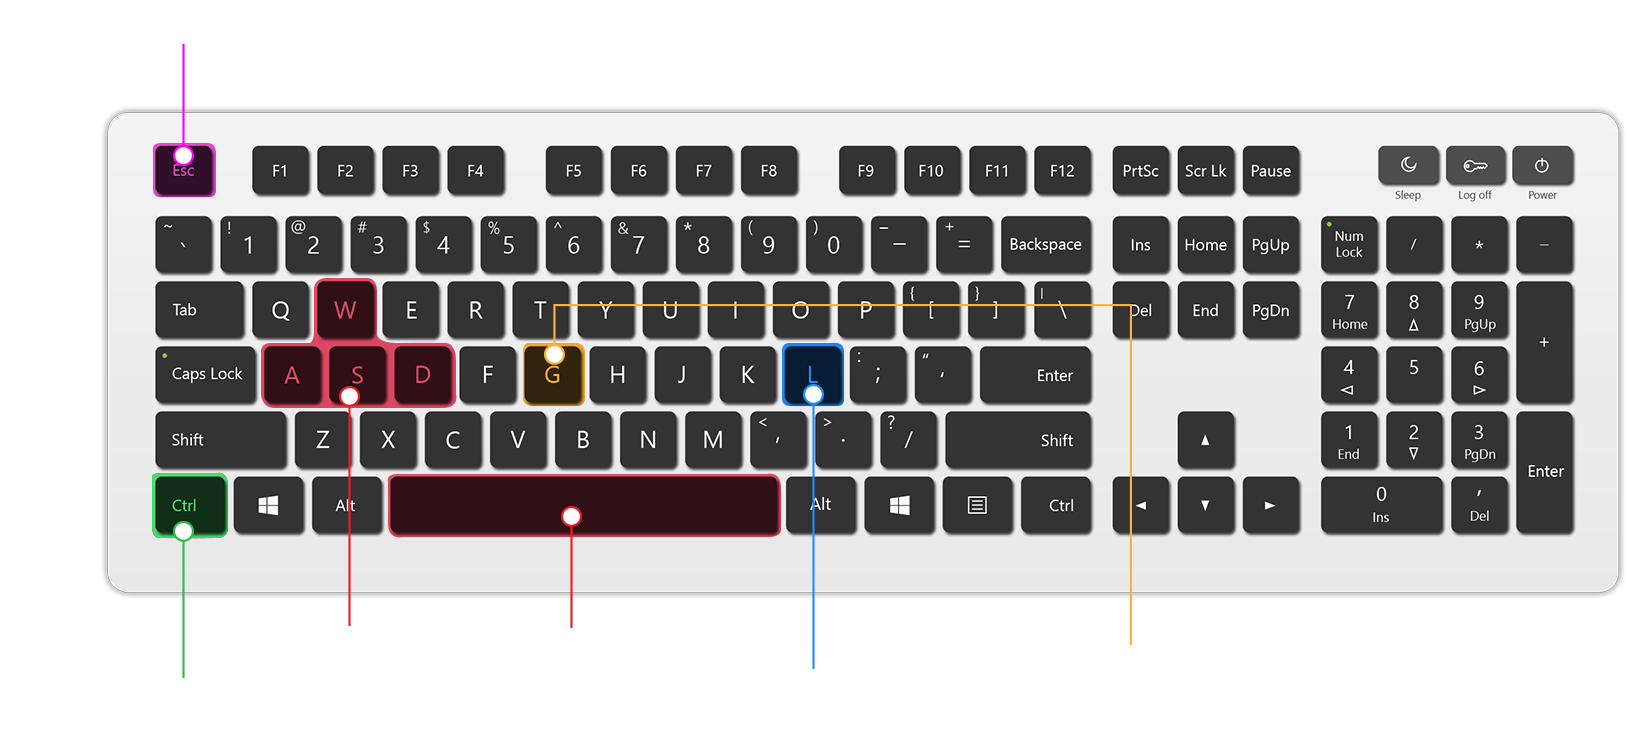 Esc F1 F2 F3 F4 F5 F6 F7 F8 F9 F10 F11 F12 PrtSc Scr Lk Pause
Sleep Log off Power
~ ` ! 1 @ 2 # 3 $ 4 % 5 ^ 6 & 7 * 8 ( 9 ) 0 – — + = Backspace Ins Home PgUp Num Lock / * –
Tab Q W E R T Y U I O P { [ } ] | \ Del End PgDn 7 Home 8 9 PgUp +
Caps Lock A S D F G H J K L : ; “ ‘ Enter 4 5 6
Shift Z X C V B N M < , > . ? / Shift 1 End 2 3 PgDn Enter
Ctrl Alt Alt Ctrl 0 Ins ‘ Del